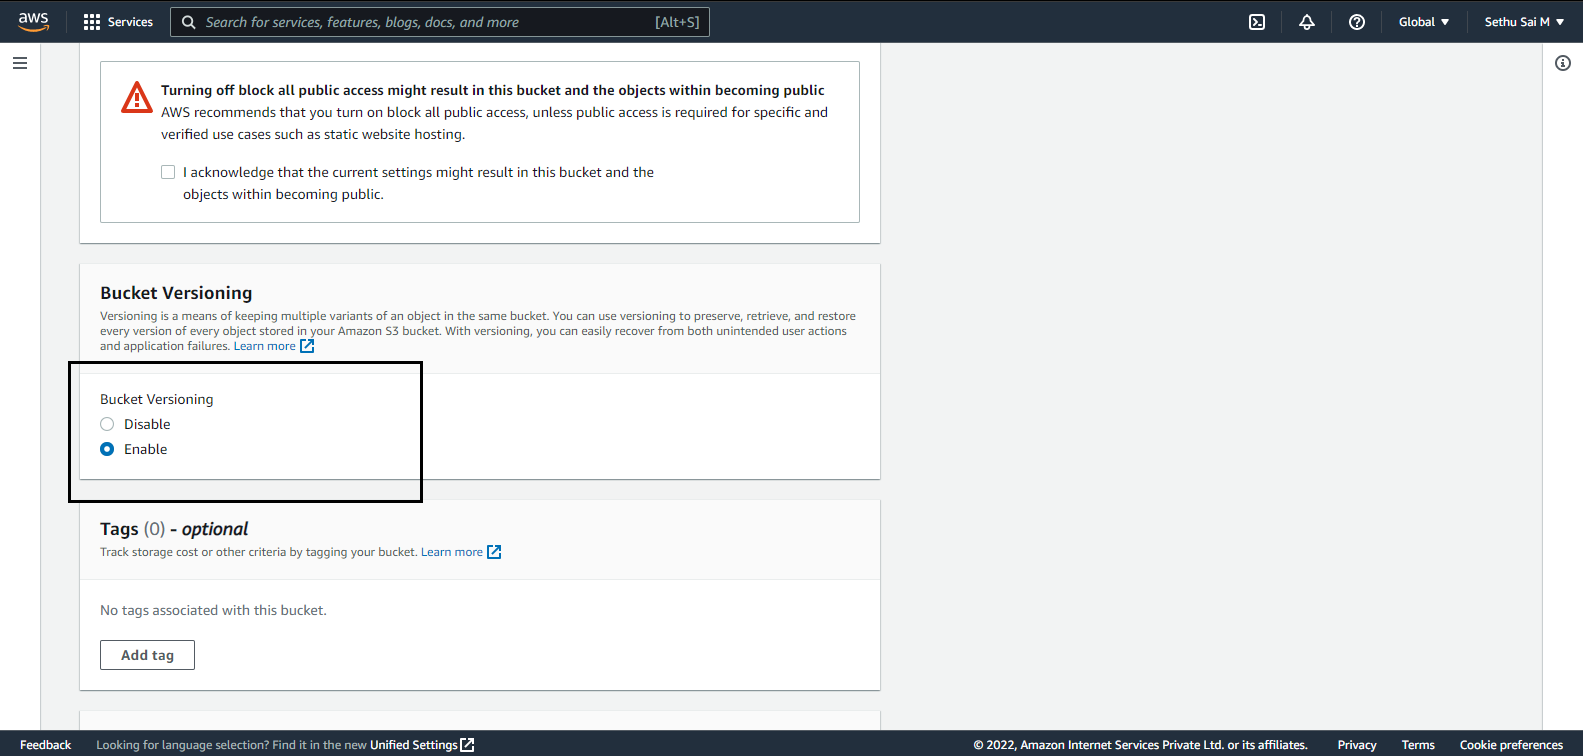 aws Services Search for services, features, blogs, docs, and more [Alt+S] Global Sethu Sai M
Turning off block all public access might result in this bucket and the objects within becoming public
AWS recommends that you turn on block all public access, unless public access is required for specific and
verified use cases such as static website hosting.
I acknowledge that the current settings might result in this bucket and the
objects within becoming public.
Bucket Versioning
Versioning is a means of keeping multiple variants of an object in the same bucket. You can use versioning to preserve, retrieve, and restore
every version of every object stored in your Amazon S3 bucket. With versioning, you can easily recover from both unintended user actions
and application failures. Learn more
Bucket Versioning
Disable
Enable
Tags (0) - optional
Track storage cost or other criteria by tagging your bucket. Learn more
No tags associated with this bucket.
Add tag
Feedback Looking for language selection? Find it in the new Unified Settings © 2022, Amazon Internet Services Private Ltd. or its affiliates. Privacy Terms Cookie preferences